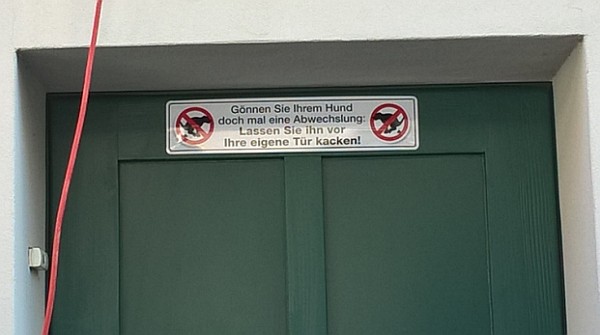 Gönnen Sie Ihrem Hund
doch mal eine Abwechslung:
Lassen Sie ihn vor
Ihre eigene Tür kacken!